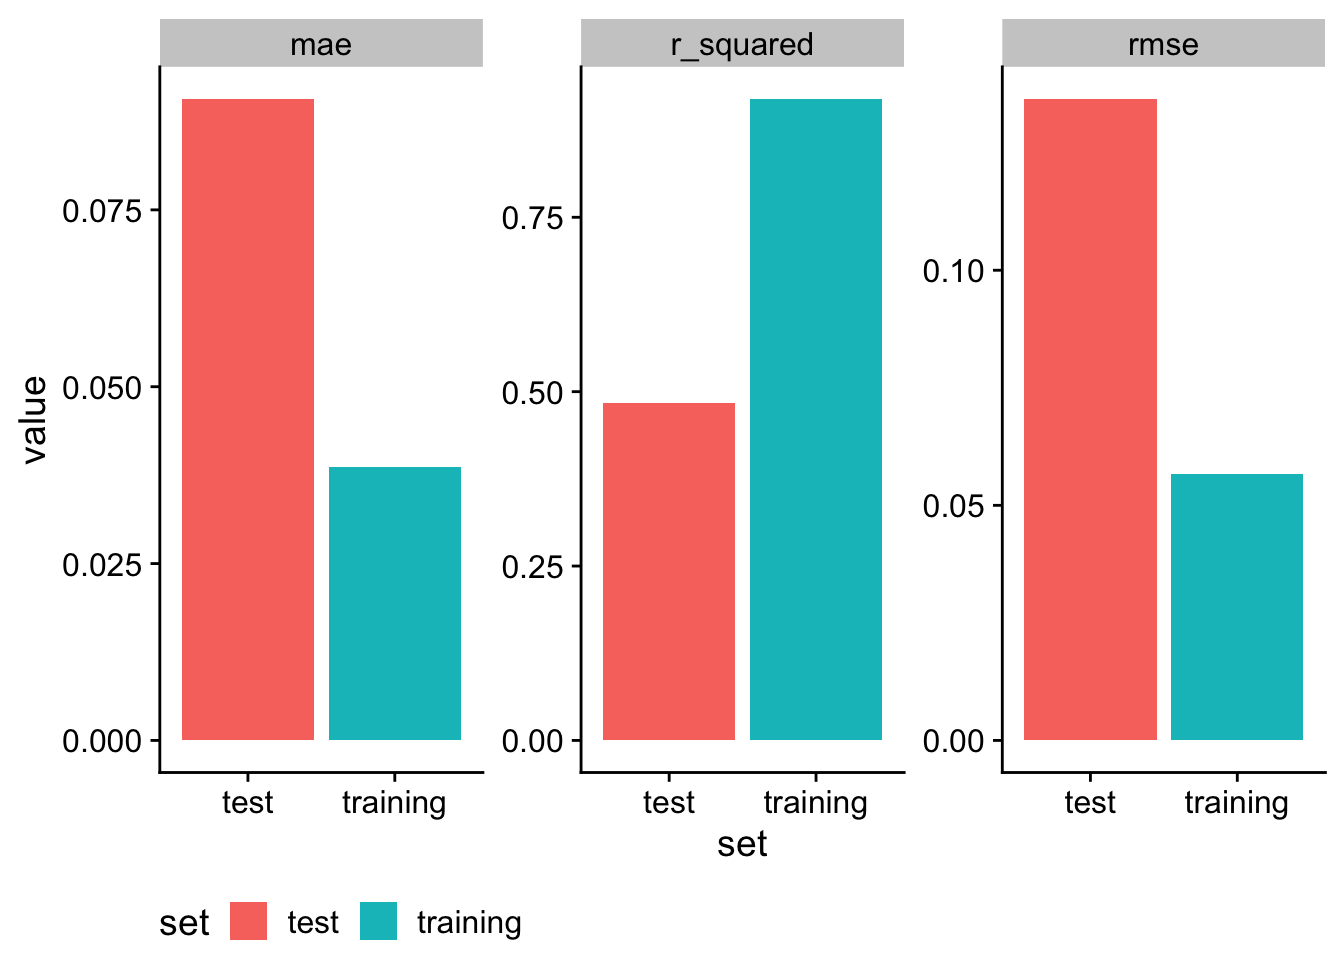 mae
r_squared
rmse
value
0.075
0.050
0.025
0.000
0.75
0.50
0.25
0.00
0.10
0.05
0.00
test training
test training
test training
set
set test training